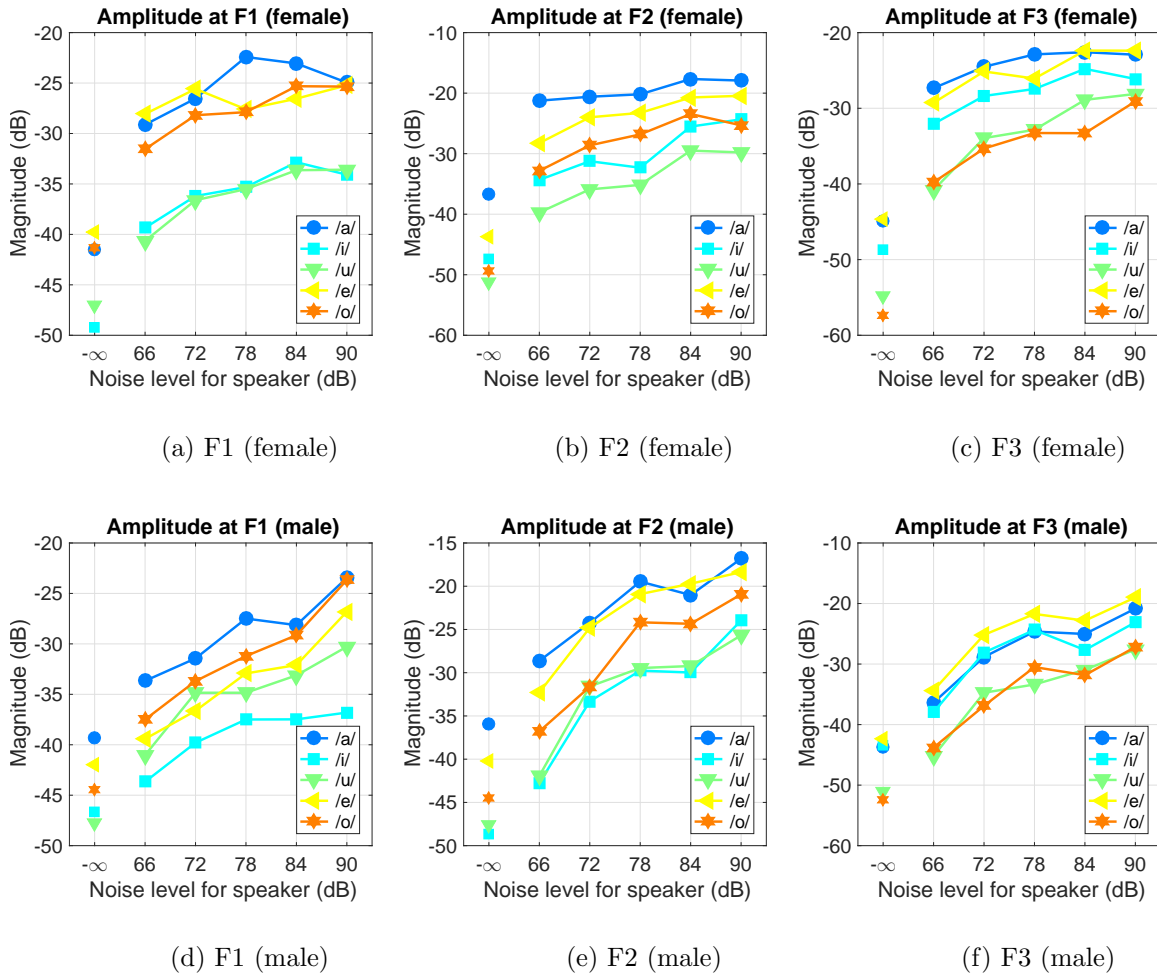 Amplitude at F1 (female)
-20
-25
-30
-35
-40
-45
-50
Magnitude (dB)
/a/
/i/
/u/
/e/
/o/
-∞ 66 72 78 84 90
Noise level for speaker (dB)
(a) F1 (female)
Amplitude at F2 (female)
-10
-20
-30
-40
-50
-60
Magnitude (dB)
/a/
/i/
/u/
/e/
/o/
-∞ 66 72 78 84 90
Noise level for speaker (dB)
(b) F2 (female)
Amplitude at F3 (female)
-20
-30
-40
-50
-60
Magnitude (dB)
/a/
/i/
/u/
/e/
/o/
-∞ 66 72 78 84 90
Noise level for speaker (dB)
(c) F3 (female)
Amplitude at F1 (male)
-20
-25
-30
-35
-40
-45
-50
Magnitude (dB)
/a/
/i/
/u/
/e/
/o/
-∞ 66 72 78 84 90
Noise level for speaker (dB)
(d) F1 (male)
Amplitude at F2 (male)
-15
-20
-25
-30
-35
-40
-45
-50
Magnitude (dB)
/a/
/i/
/u/
/e/
/o/
-∞ 66 72 78 84 90
Noise level for speaker (dB)
(e) F2 (male)
Amplitude at F3 (male)
-10
-20
-30
-40
-50
-60
Magnitude (dB)
/a/
/i/
/u/
/e/
/o/
-∞ 66 72 78 84 90
Noise level for speaker (dB)
(f) F3 (male)